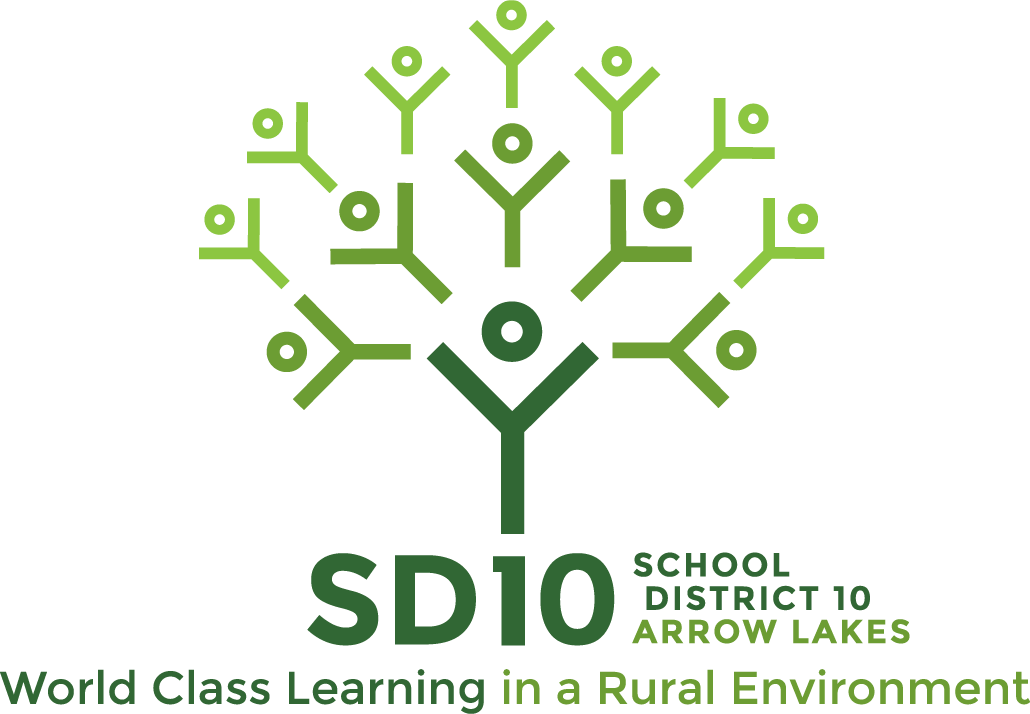 SD10
SCHOOL
DISTRICT 10
ARROW LAKES
World Class Learning in a Rural Environment